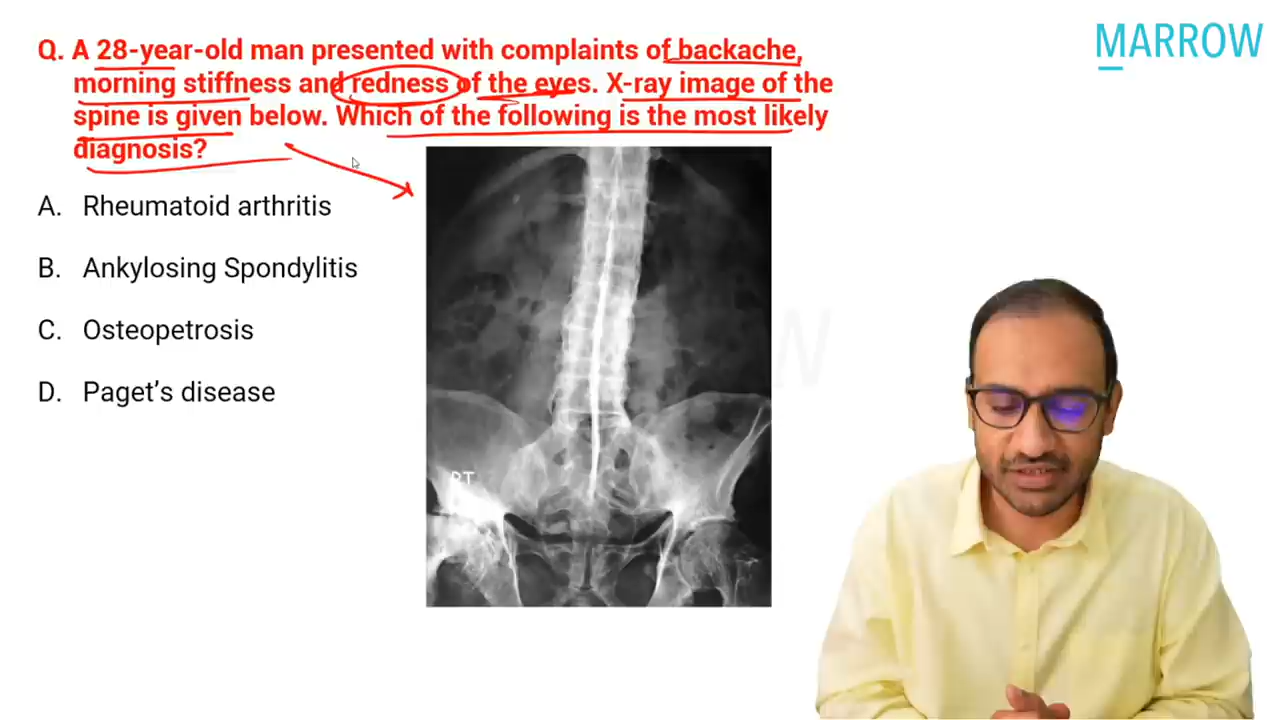 MARROW
Q. A 28-year-old man presented with complaints of backache,
morning stiffness and redness of the eyes. X-ray image of the
spine is given below. Which of the following is the most likely
diagnosis?
A. Rheumatoid arthritis
B. Ankylosing Spondylitis
C. Osteopetrosis
D. Paget’s disease
RT
W